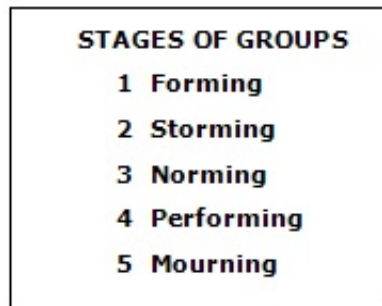 STAGES OF GROUPS
1 Forming
2 Storming
3 Norming
4 Performing
5 Mourning